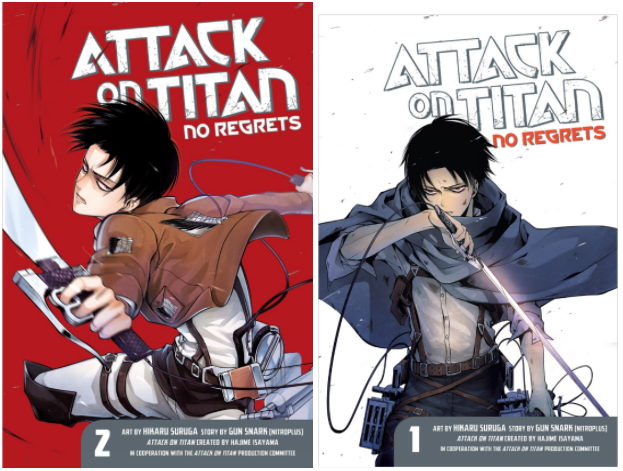 ATTACK
ON TITAN
NO REGRETS
2
ART BY HIKARU SURUGA STORY BY GUN SNARK [NITROPLUS]
ATTACK ON TITAN CREATED BY HAJIME ISAYAMA
IN COOPERATION WITH THE ATTACK ON TITAN PRODUCTION COMMITTEE
ATTACK
ON TITAN
NO REGRETS
1
ART BY HIKARU SURUGA STORY BY GUN SNARK [NITROPLUS]
ATTACK ON TITAN CREATED BY HAJIME ISAYAMA
IN COOPERATION WITH THE ATTACK ON TITAN PRODUCTION COMMITTEE